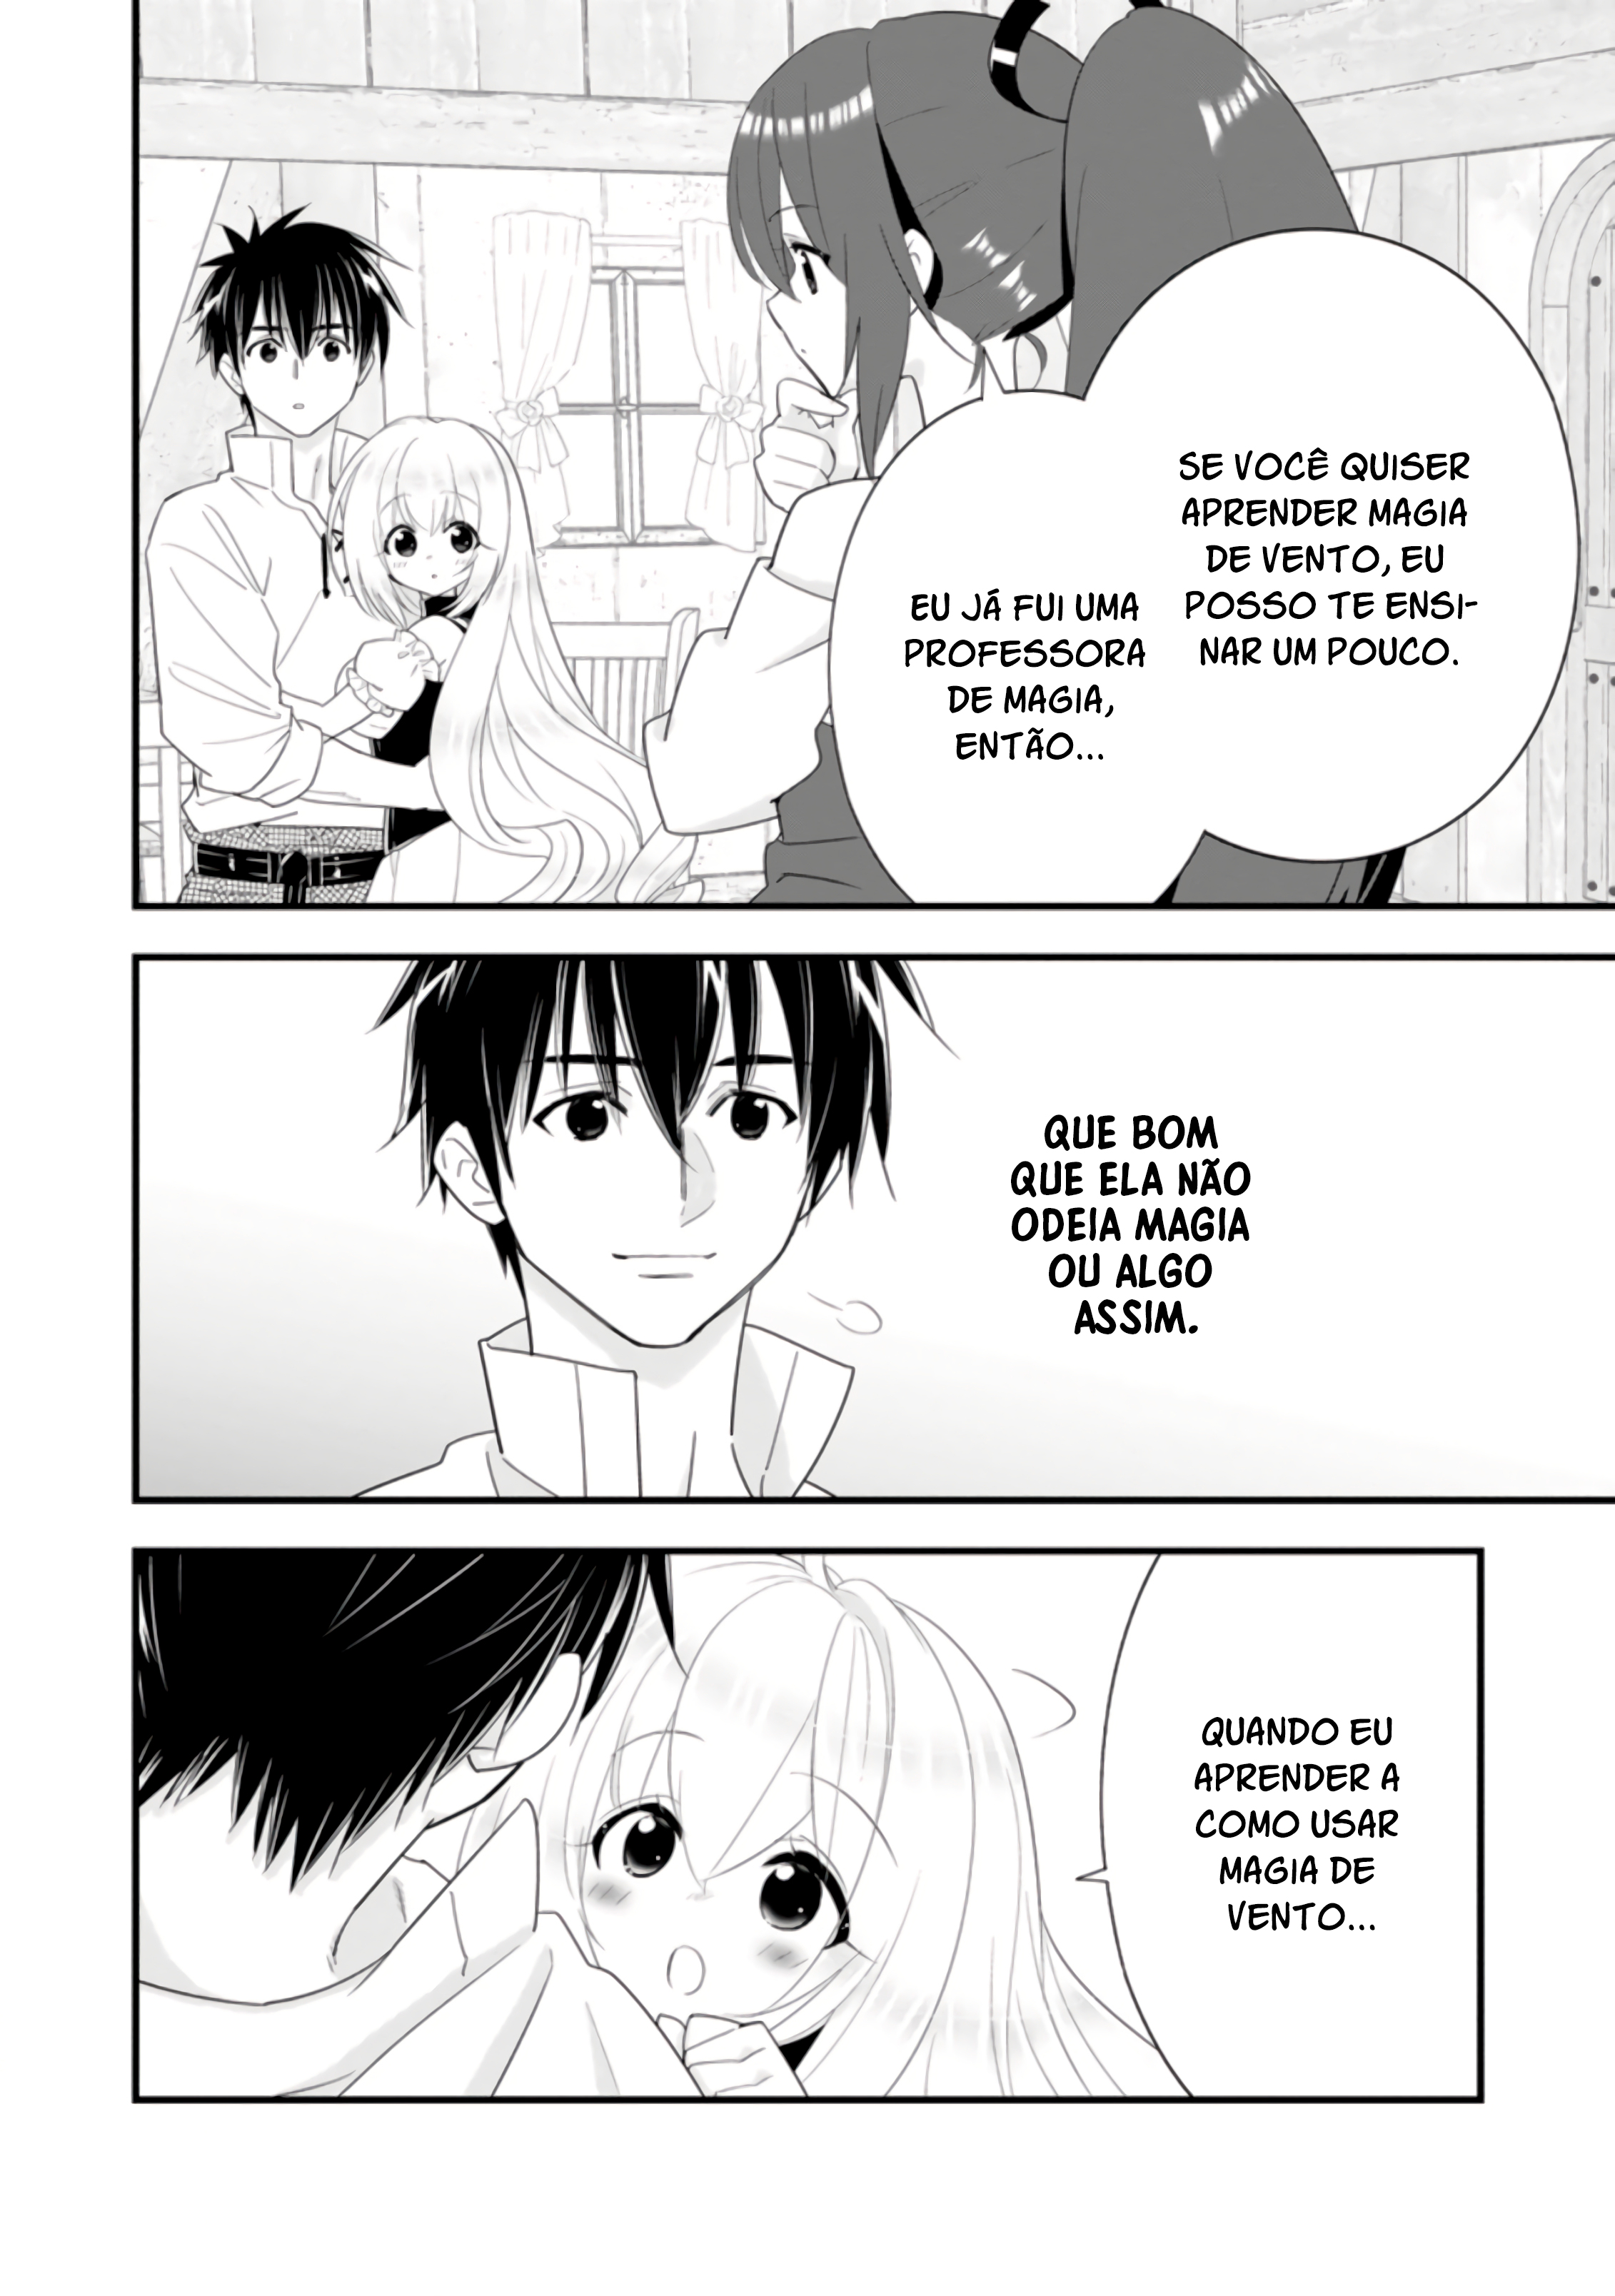 SE VOCÊ QUISER
APRENDER MAGIA
DE VENTO, EU
POSSO TE ENSI-
NAR UM POUCO.
EU JÁ FUI UMA
PROFESSORA
DE MAGIA,
ENTÃO...
QUE BOM
QUE ELA NÃO
ODEIA MAGIA
OU ALGO
ASSIM.
QUANDO EU
APRENDER A
COMO USAR
MAGIA DE
VENTO...